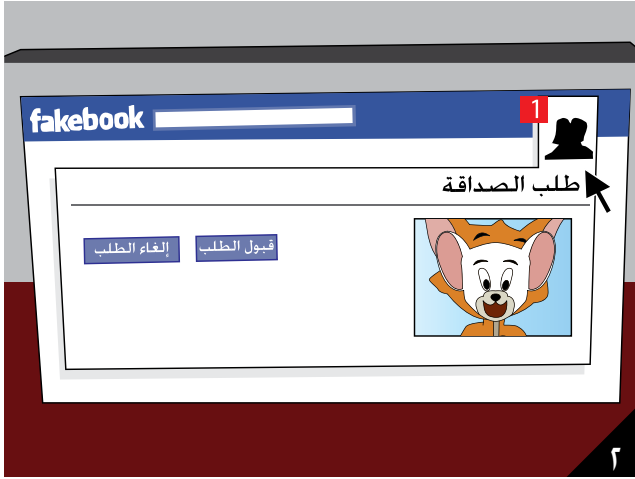 fakebook
1
طلب الصداقة
قبول الطلب
إلغاء الطلب
٢